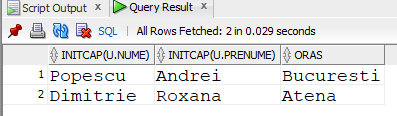 Script Output Query Result
SQL All Rows Fetched: 2 in 0.029 seconds
INITCAP(U.NUME) INITCAP(U.PRENUME) ORAS
1 Popescu Andrei Bucuresti
2 Dimitrie Roxana Atena